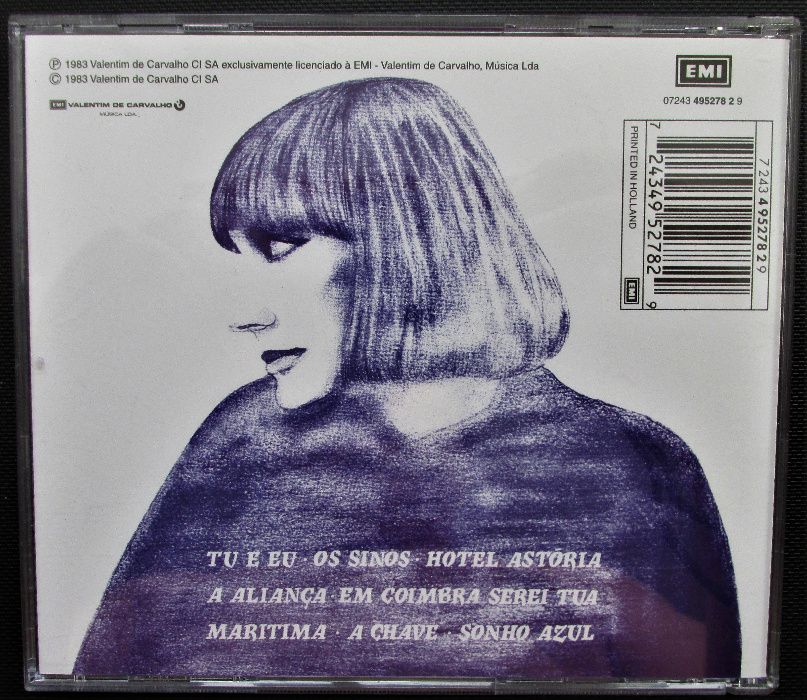 Ⓟ 1983 Valentim de Carvalho CI SA exclusivamente licenciado à EMI - Valentim de Carvalho, Música Lda
© 1983 Valentim de Carvalho CI SA
EMI VALENTIM DE CARVALHO
MÚSICA LDA.
EMI
07243 495278 2 9
PRINTED IN HOLLAND
EMI
7 24349 52782 9
7 243 4 95278 2 9
TU E EU · OS SINOS · HOTEL ASTÓRIA
A ALIANÇA · EM COIMBRA SEREI TUA
MARITIMA · A CHAVE · SONHO AZUL